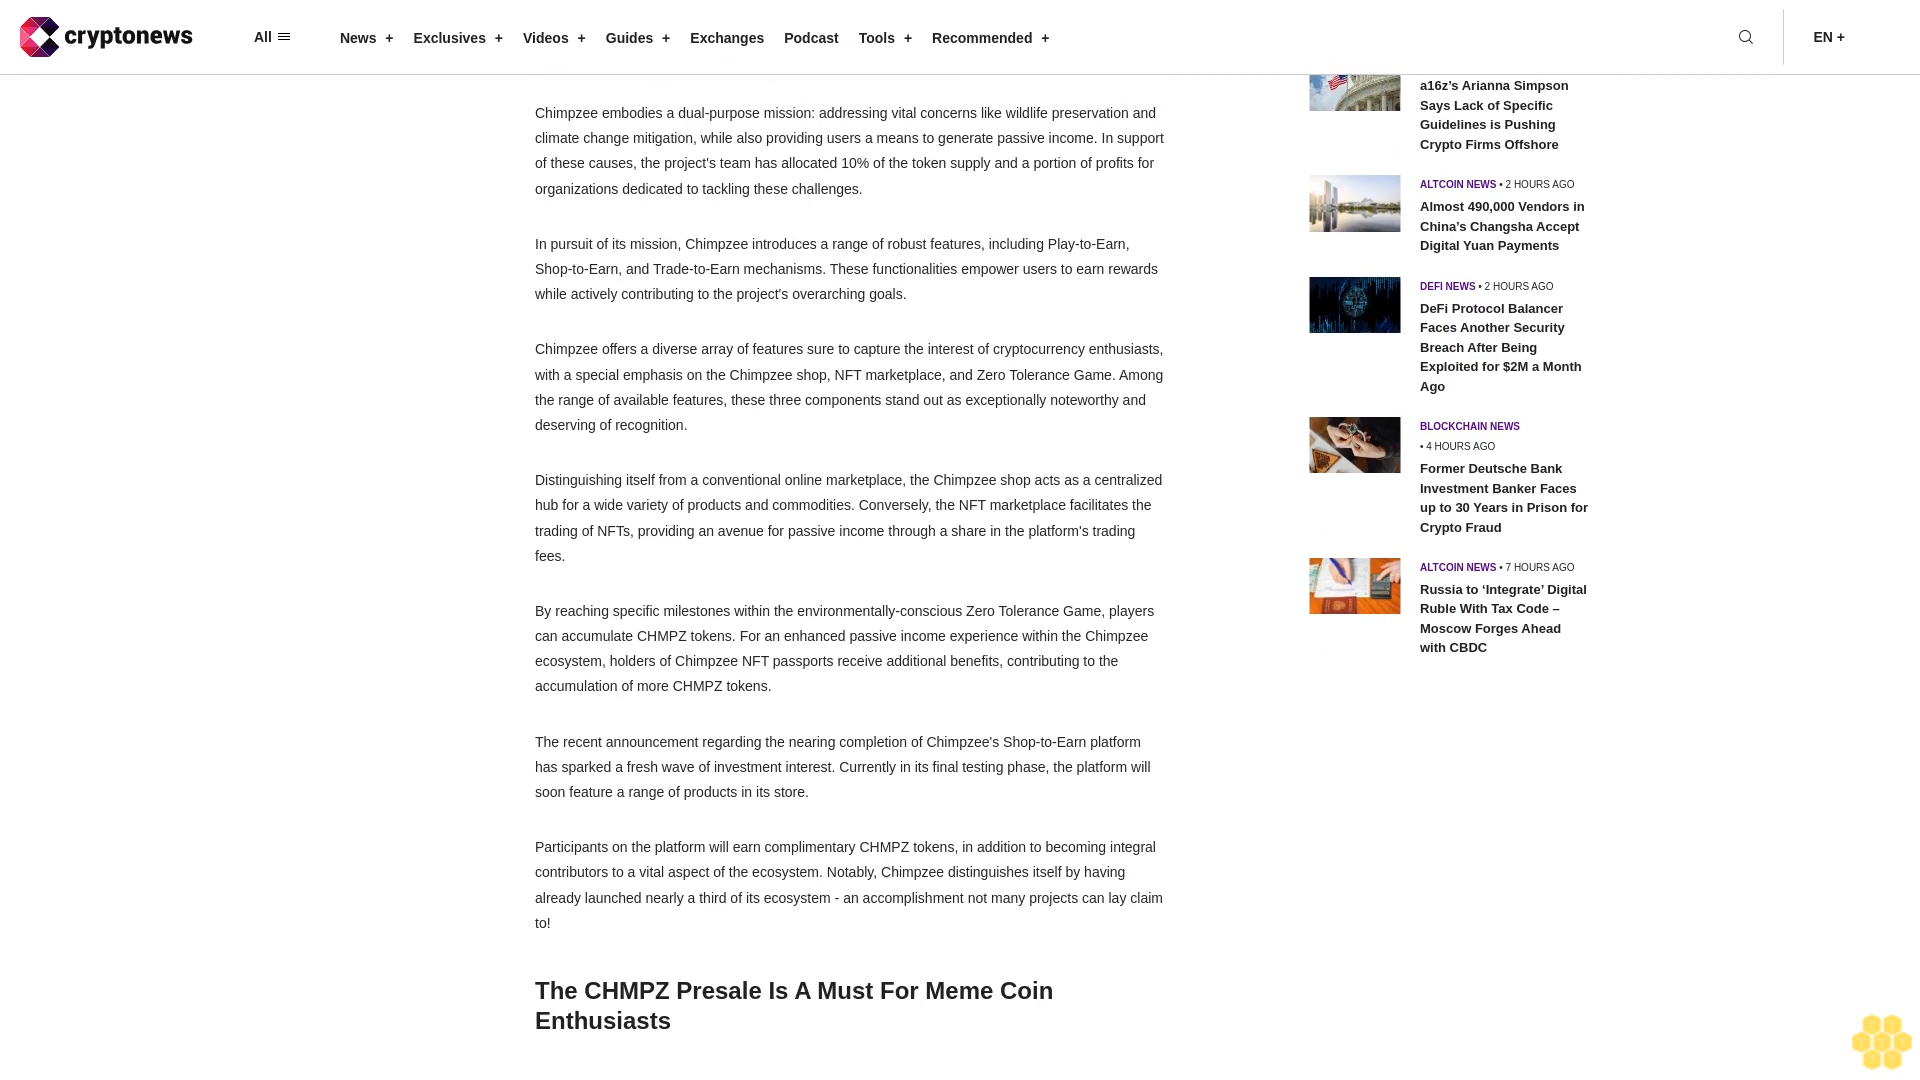 cryptonews
All
News + Exclusives + Videos + Guides + Exchanges Podcast Tools + Recommended +
EN +
Chimpzee embodies a dual-purpose mission: addressing vital concerns like wildlife preservation and
climate change mitigation, while also providing users a means to generate passive income. In support
of these causes, the project's team has allocated 10% of the token supply and a portion of profits for
organizations dedicated to tackling these challenges.
In pursuit of its mission, Chimpzee introduces a range of robust features, including Play-to-Earn,
Shop-to-Earn, and Trade-to-Earn mechanisms. These functionalities empower users to earn rewards
while actively contributing to the project's overarching goals.
Chimpzee offers a diverse array of features sure to capture the interest of cryptocurrency enthusiasts,
with a special emphasis on the Chimpzee shop, NFT marketplace, and Zero Tolerance Game. Among
the range of available features, these three components stand out as exceptionally noteworthy and
deserving of recognition.
Distinguishing itself from a conventional online marketplace, the Chimpzee shop acts as a centralized
hub for a wide variety of products and commodities. Conversely, the NFT marketplace facilitates the
trading of NFTs, providing an avenue for passive income through a share in the platform's trading
fees.
By reaching specific milestones within the environmentally-conscious Zero Tolerance Game, players
can accumulate CHMPZ tokens. For an enhanced passive income experience within the Chimpzee
ecosystem, holders of Chimpzee NFT passports receive additional benefits, contributing to the
accumulation of more CHMPZ tokens.
The recent announcement regarding the nearing completion of Chimpzee's Shop-to-Earn platform
has sparked a fresh wave of investment interest. Currently in its final testing phase, the platform will
soon feature a range of products in its store.
Participants on the platform will earn complimentary CHMPZ tokens, in addition to becoming integral
contributors to a vital aspect of the ecosystem. Notably, Chimpzee distinguishes itself by having
already launched nearly a third of its ecosystem - an accomplishment not many projects can lay claim
to!
The CHMPZ Presale Is A Must For Meme Coin
Enthusiasts
a16z’s Arianna Simpson
Says Lack of Specific
Guidelines is Pushing
Crypto Firms Offshore
ALTCOIN NEWS • 2 HOURS AGO
Almost 490,000 Vendors in
China’s Changsha Accept
Digital Yuan Payments
DEFI NEWS • 2 HOURS AGO
DeFi Protocol Balancer
Faces Another Security
Breach After Being
Exploited for $2M a Month
Ago
BLOCKCHAIN NEWS
• 4 HOURS AGO
Former Deutsche Bank
Investment Banker Faces
up to 30 Years in Prison for
Crypto Fraud
ALTCOIN NEWS • 7 HOURS AGO
Russia to ‘Integrate’ Digital
Ruble With Tax Code –
Moscow Forges Ahead
with CBDC